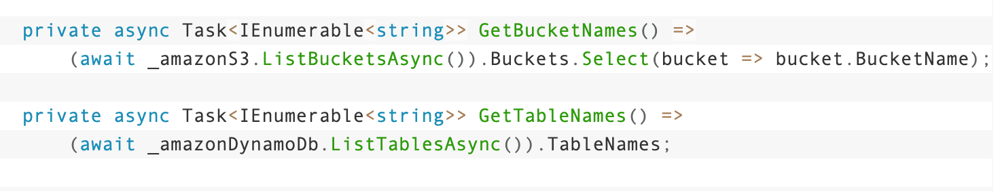 private async Task<IEnumerable<string>> GetBucketNames() =>
    (await _amazonS3.ListBucketsAsync()).Buckets.Select(bucket => bucket.BucketName);

private async Task<IEnumerable<string>> GetTableNames() =>
    (await _amazonDynamoDb.ListTablesAsync()).TableNames;